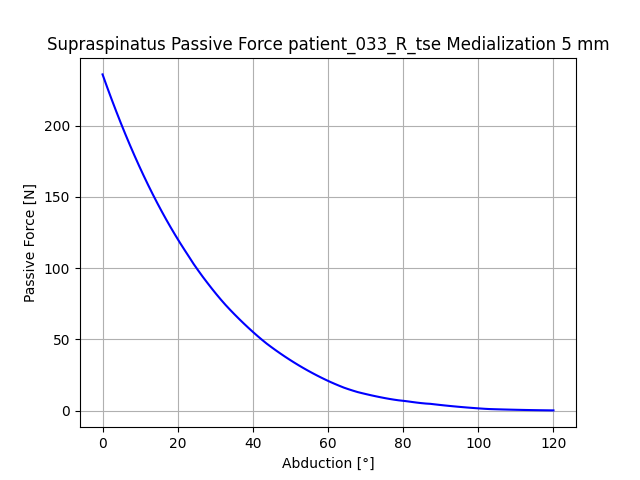 Supraspinatus Passive Force patient_033_R_tse Medialization 5 mm
Passive Force [N]
200
150
100
50
0
0 20 40 60 80 100 120
Abduction [°]